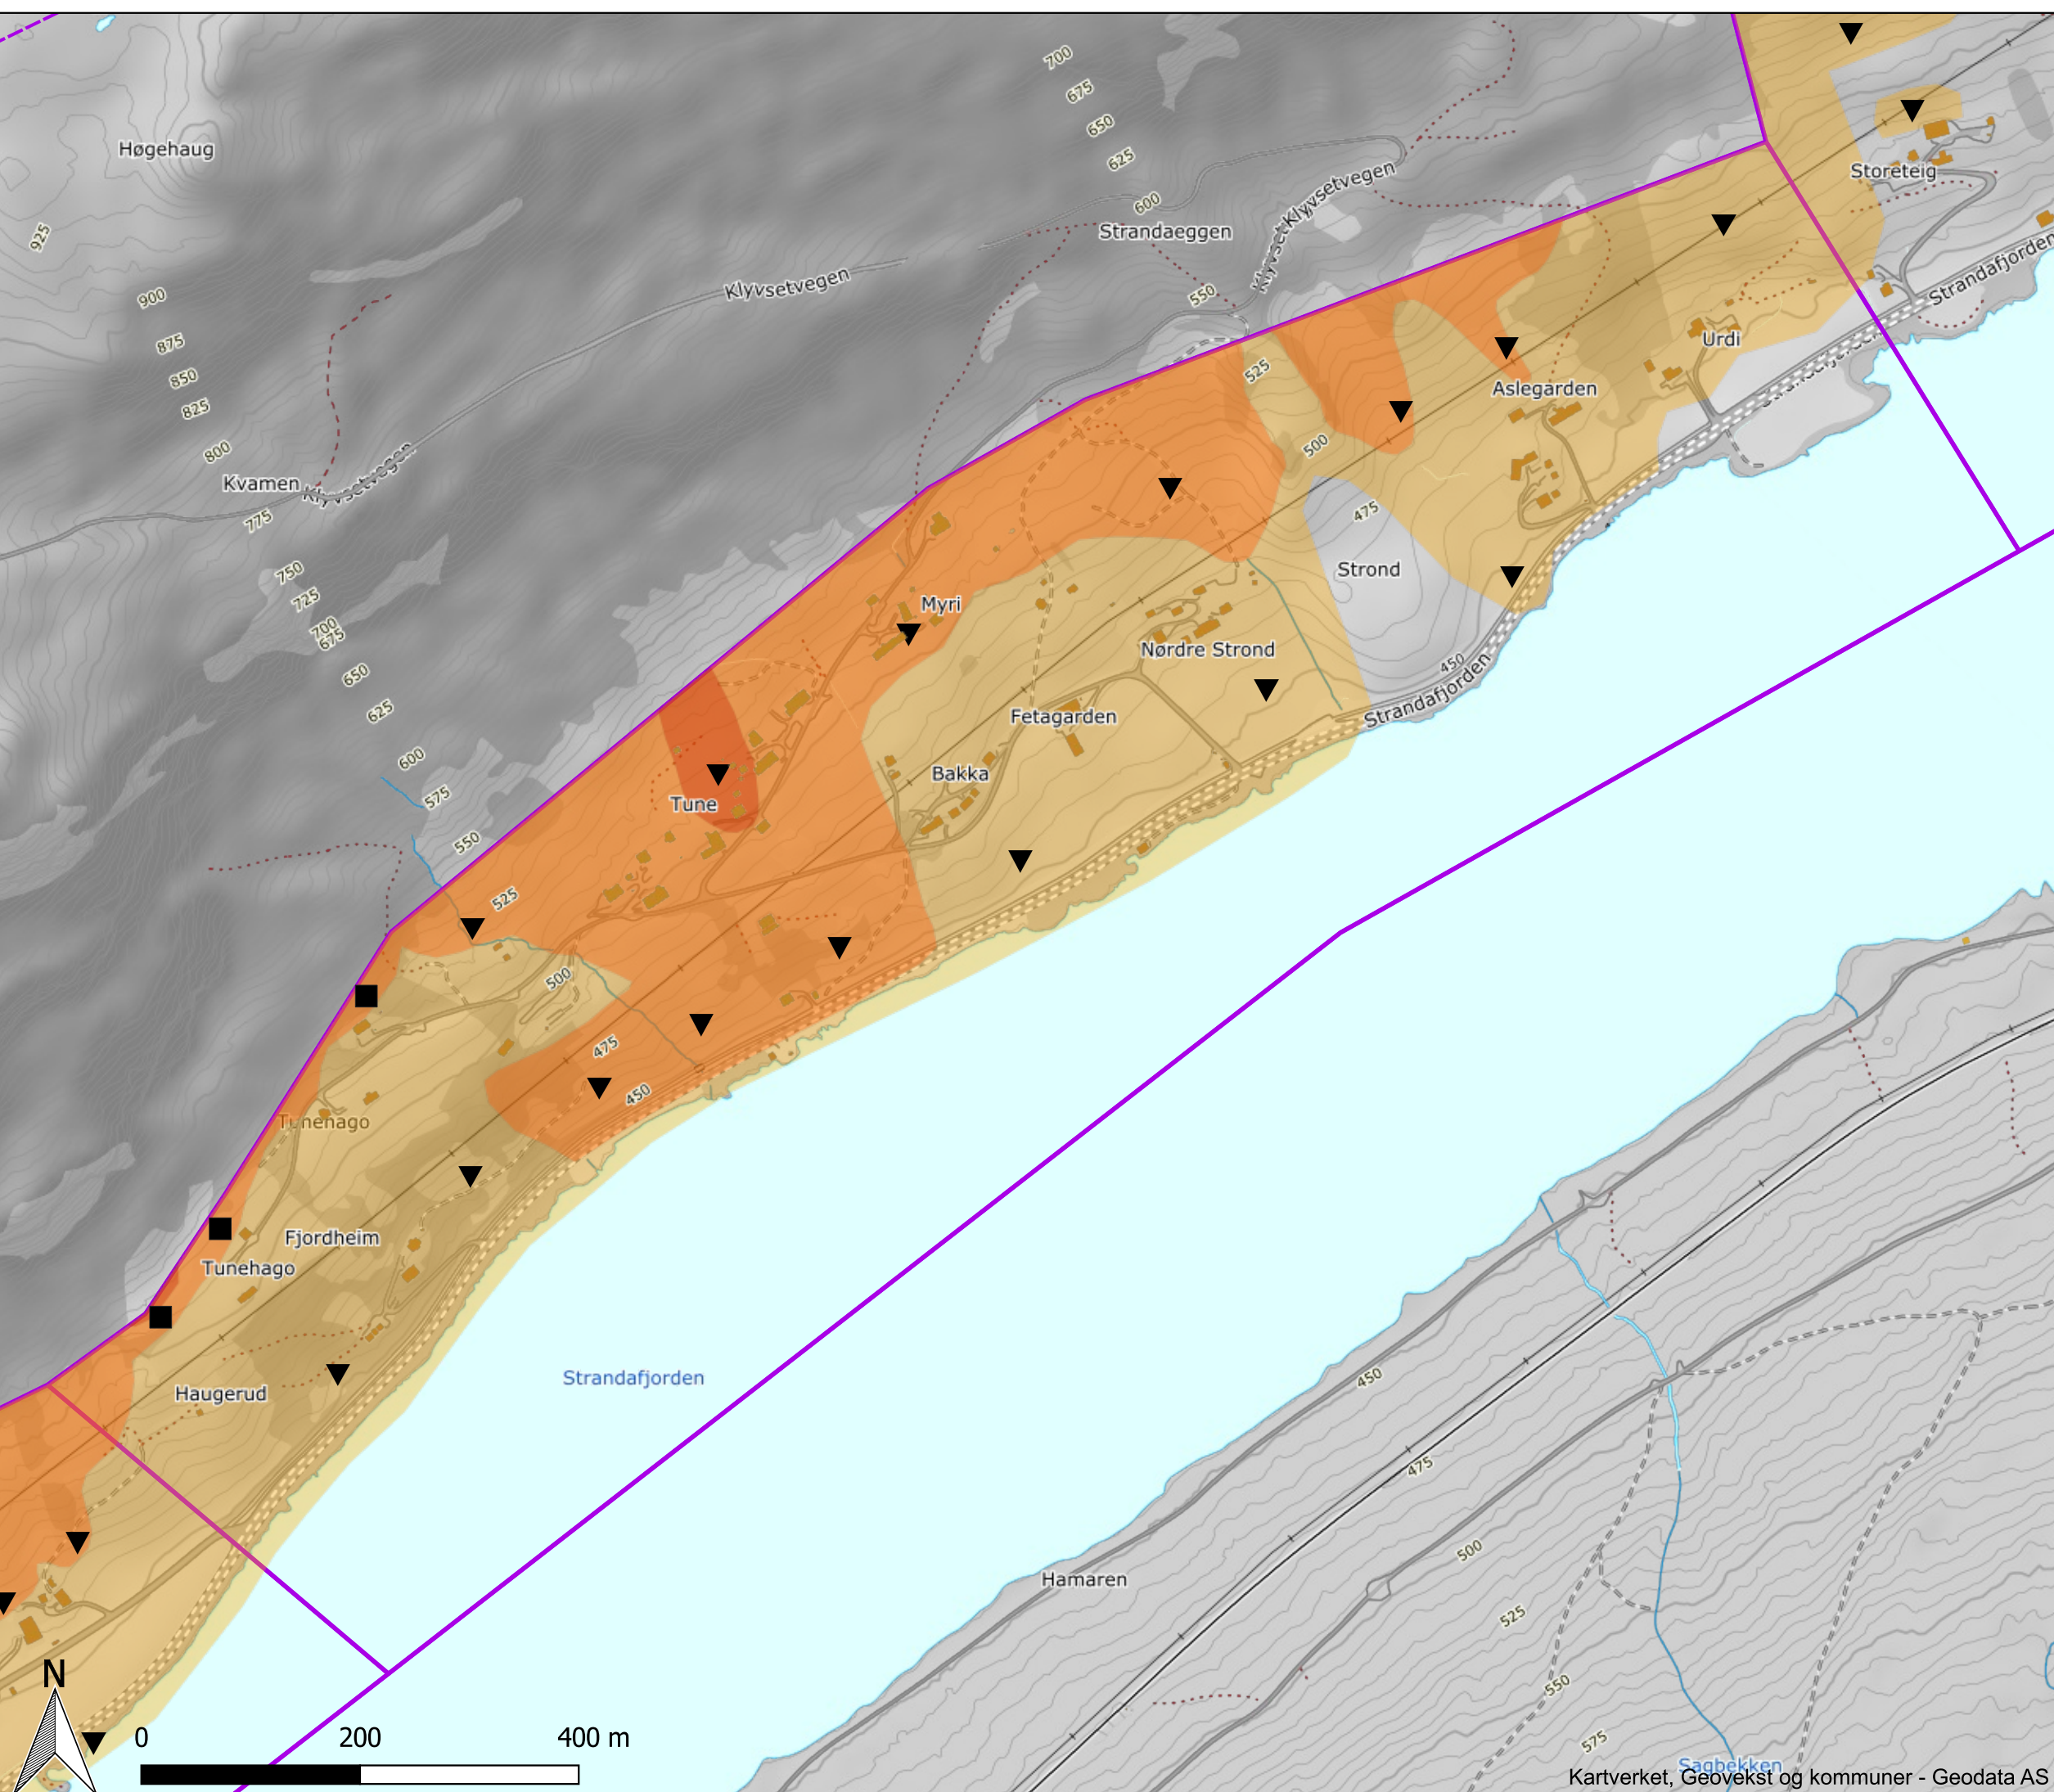 700
675
650
625
600
Høgehaug
Storeteig
925
Klyvsetvegen
Klyvset
Strandaeggen
Strandafjorden
Klyvsetvegen
900
550
875
Urdi
850
525
Aslegarden
825
800
500
Kvamen
Klyvsetvegen
475
775
Strond
750
725
700
675
Myri
Nørdre Strond
450
650
Strandafjorden
625
Fetagarden
600
Bakka
575
Tune
550
525
500
475
450
Tunehago
Fjordheim
Tunehago
Strandafjorden
450
Haugerud
475
500
Hamaren
525
550
575
N
0 200 400 m
Sagbekken
Kartverket, Geovekst og kommuner - Geodata AS